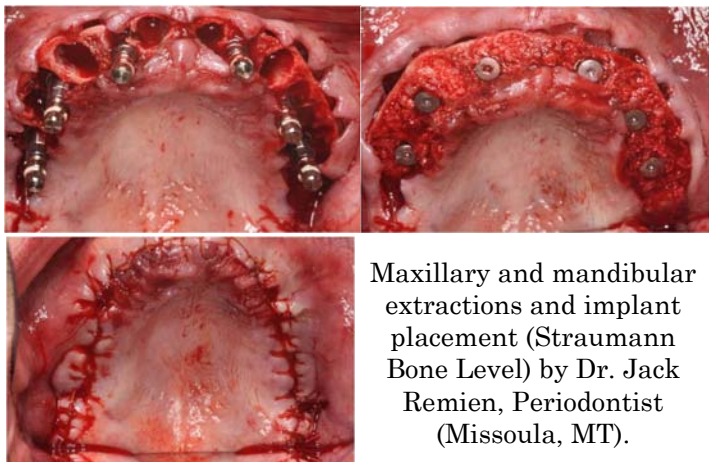 Maxillary and mandibular
extractions and implant
placement (Straumann
Bone Level) by Dr. Jack
Remien, Periodontist
(Missoula, MT).